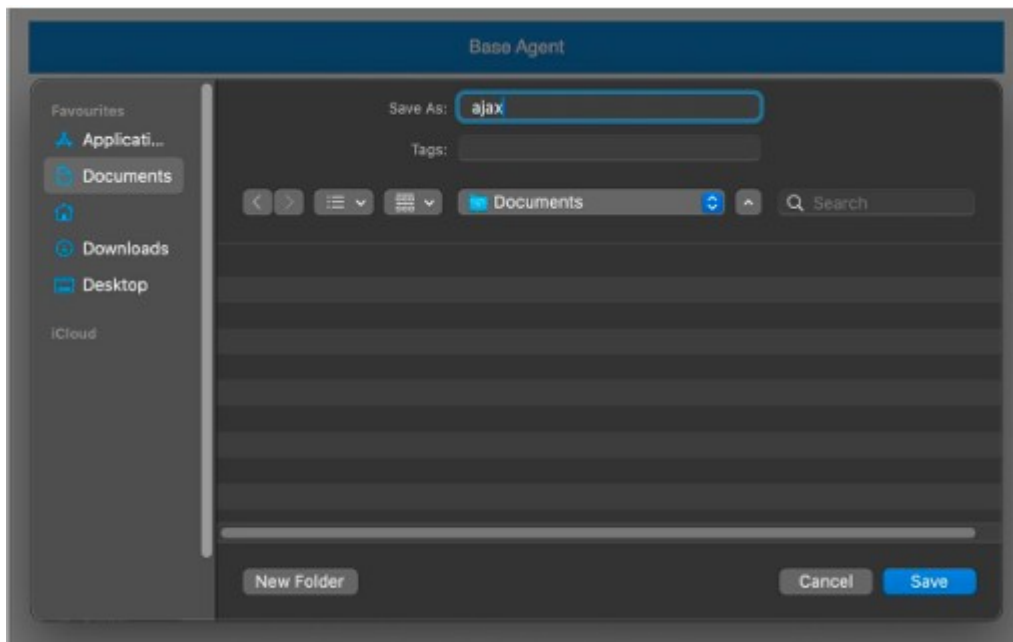 Base Agent
Favourites
Applicati...
Documents
Downloads
Desktop
iCloud
Save As: ajax
Tags:
Documents
Search
New Folder
Cancel Save